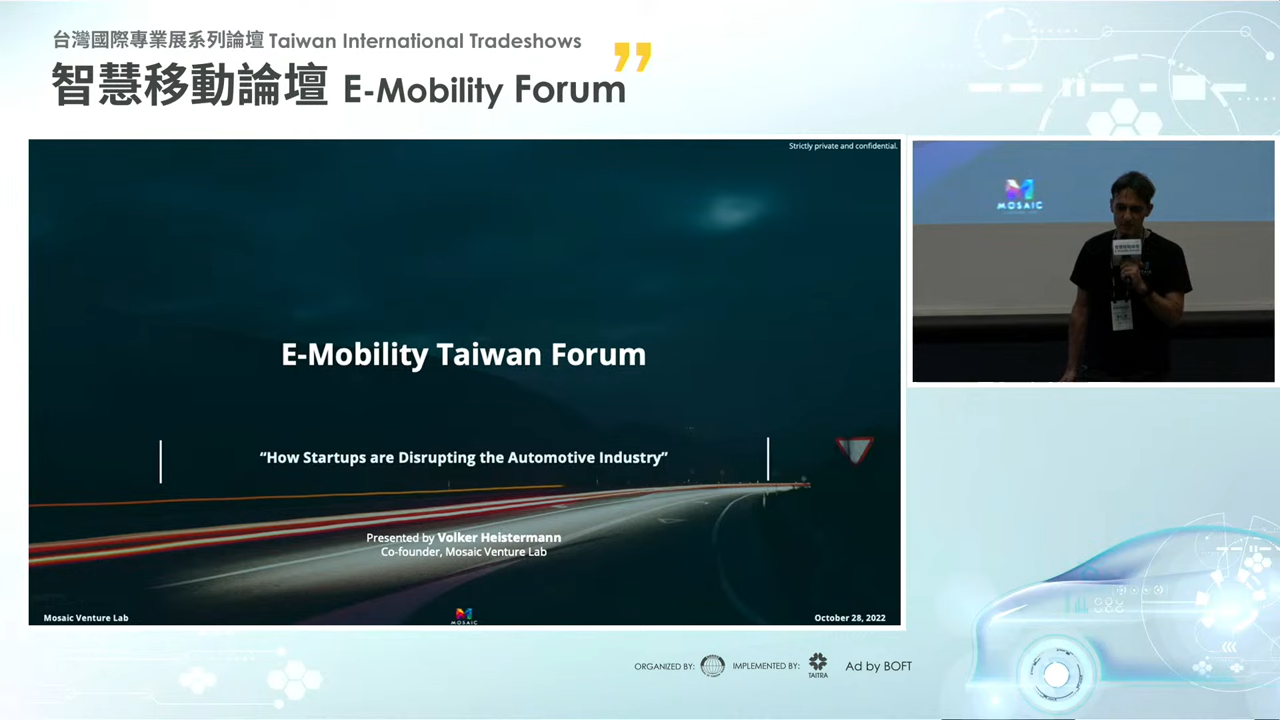 台灣國際專業展系列論壇 Taiwan International Tradeshows
智慧移動論壇 E-Mobility Forum
Strictly private and confidential.
E-Mobility Taiwan Forum
“How Startups are Disrupting the Automotive Industry”
Presented by Volker Heistermann
Co-founder, Mosaic Venture Lab
Mosaic Venture Lab
MOSAIC
October 28, 2022
MOSAIC
ORGANIZED BY:
IMPLEMENTED BY:
TAITRA
Ad by BOFT